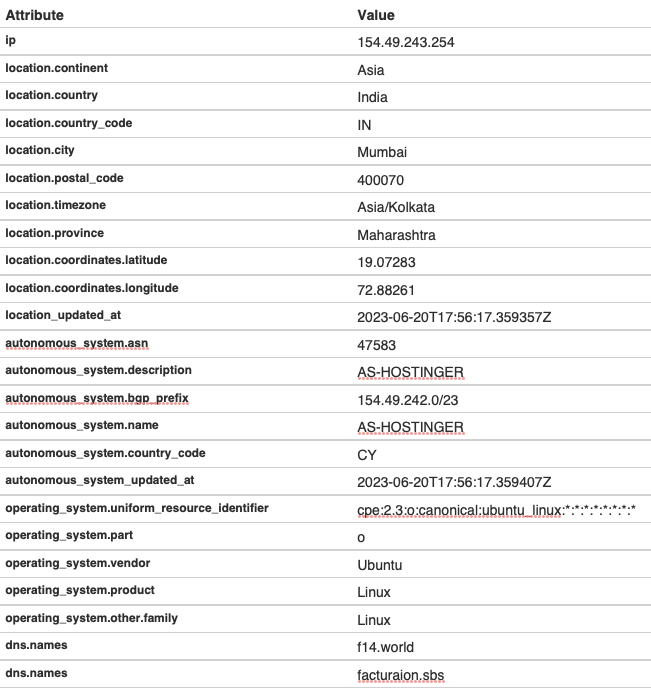 Attribute Value
ip 154.49.243.254
location.continent Asia
location.country India
location.country_code IN
location.city Mumbai
location.postal_code 400070
location.timezone Asia/Kolkata
location.province Maharashtra
location.coordinates.latitude 19.07283
location.coordinates.longitude 72.88261
location_updated_at 2023-06-20T17:56:17.359357Z
autonomous_system.asn 47583
autonomous_system.description AS-HOSTINGER
autonomous_system.bgp_prefix 154.49.242.0/23
autonomous_system.name AS-HOSTINGER
autonomous_system.country_code CY
autonomous_system_updated_at 2023-06-20T17:56:17.359407Z
operating_system.uniform_resource_identifier cpe:2.3:o:canonical:ubuntu_linux:*:*:*:*:*:*:*:*
operating_system.part o
operating_system.vendor Ubuntu
operating_system.product Linux
operating_system.other.family Linux
dns.names f14.world
dns.names facturaion.sbs